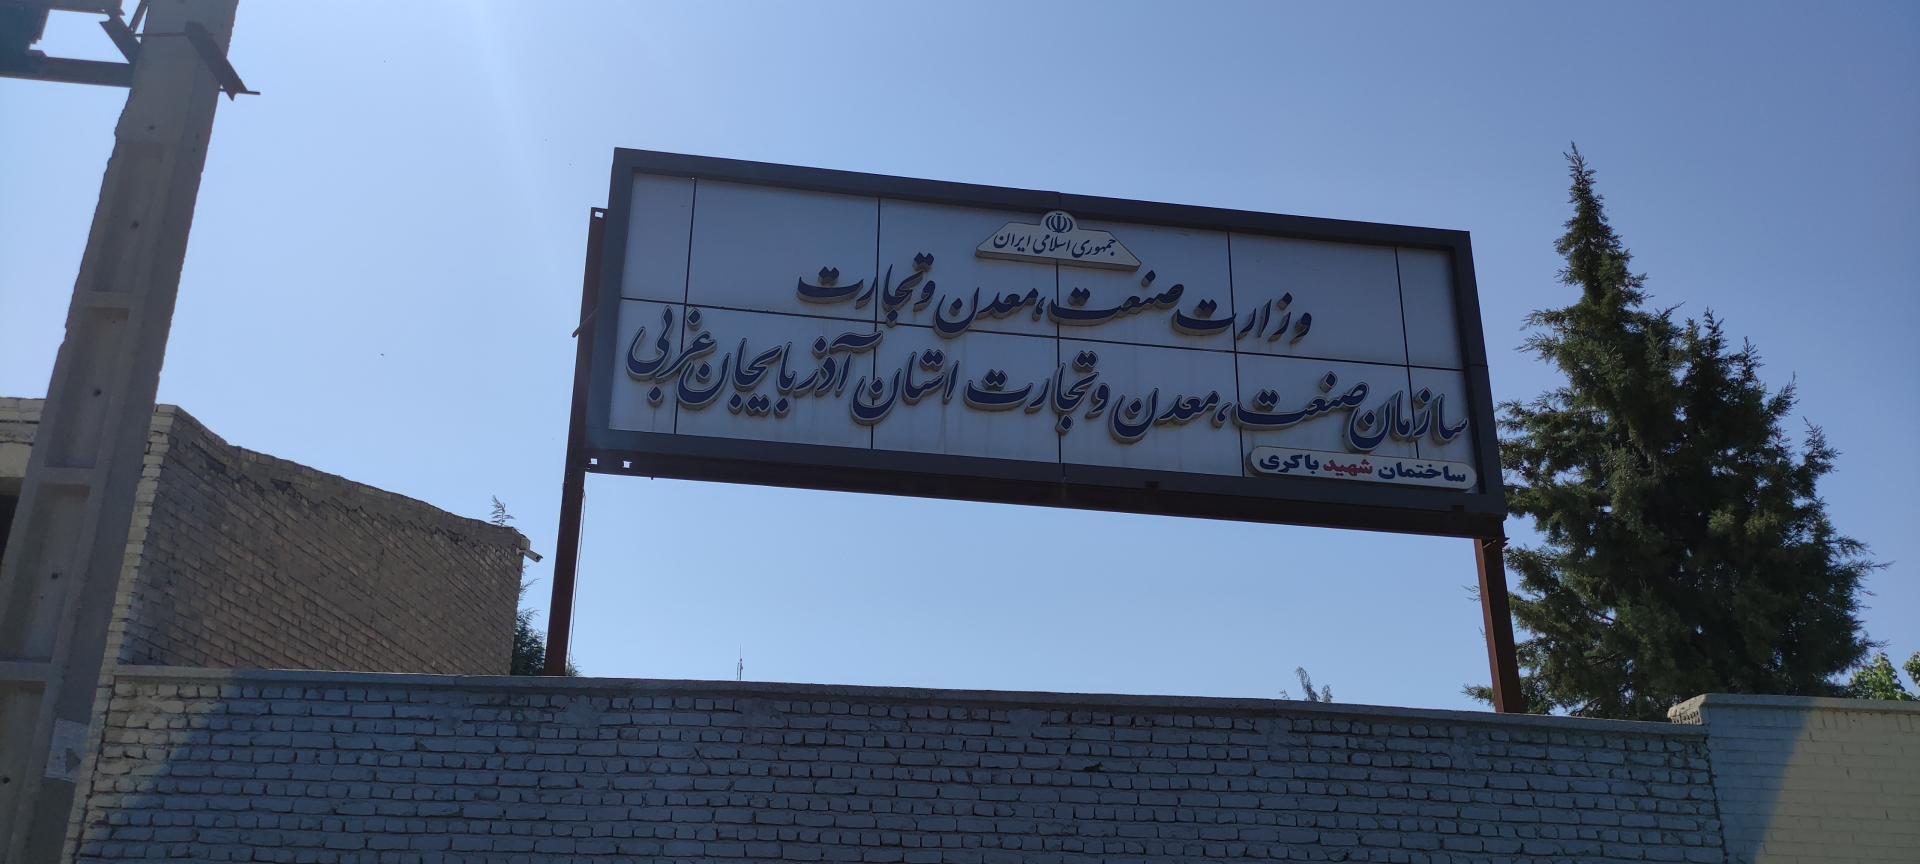 جمهوری اسلامی ایران
وزارت صنعت، معدن و تجارت
سازمان صنعت، معدن و تجارت استان آذربایجان غربی
ساختمان شهید باکری